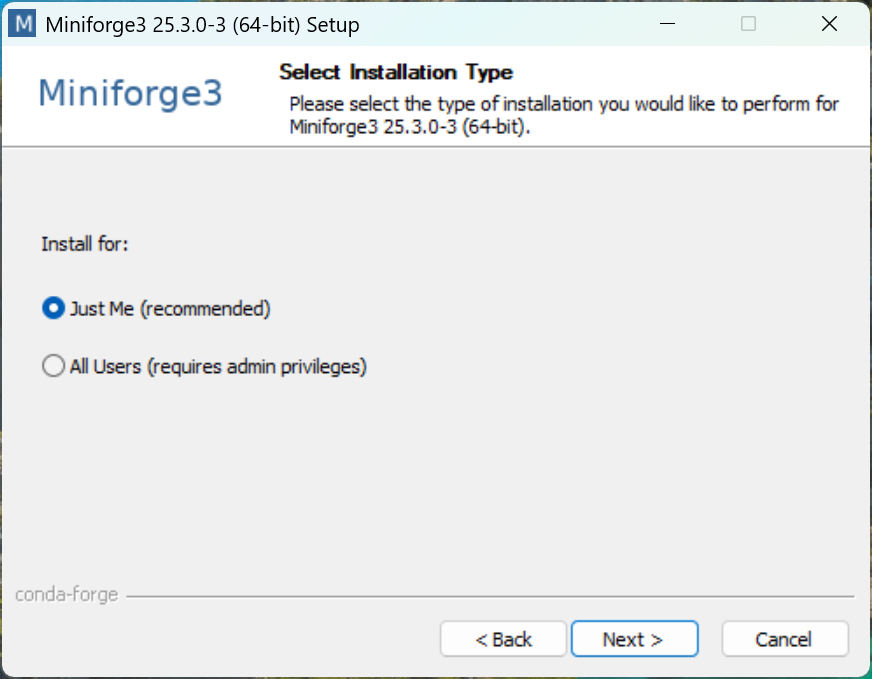 M Miniforge3 25.3.0-3 (64-bit) Setup
Miniforge3
Select Installation Type
Please select the type of installation you would like to perform for
Miniforge3 25.3.0-3 (64-bit).
Install for:
Just Me (recommended)
All Users (requires admin privileges)
conda-forge
< Back
Next >
Cancel